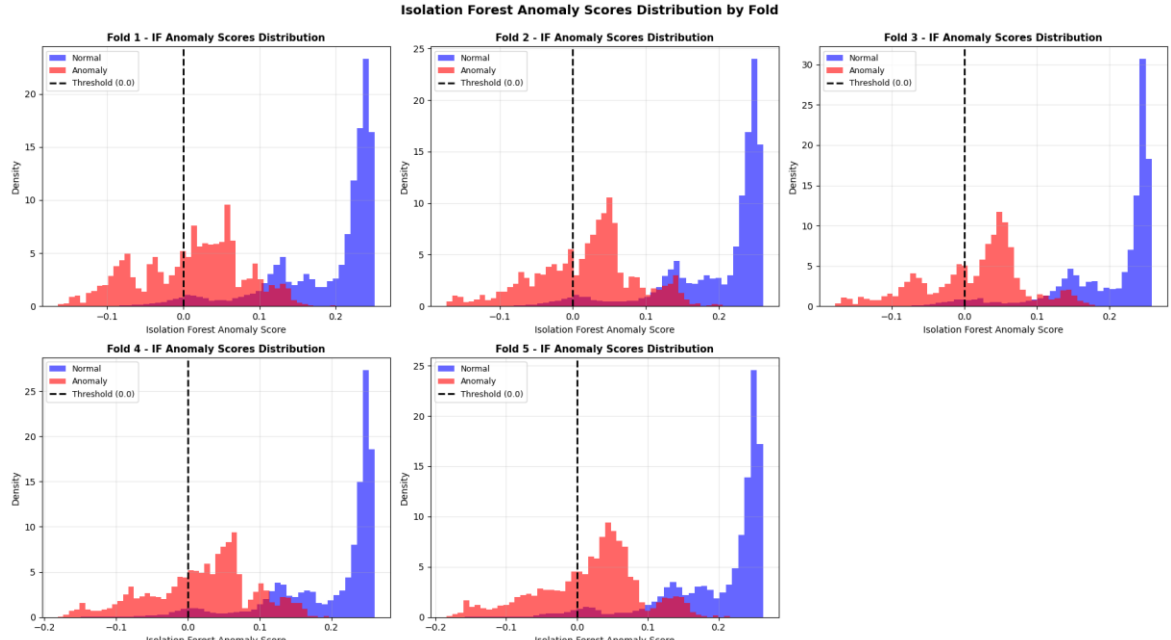 Isolation Forest Anomaly Scores Distribution by Fold
Fold 1 - IF Anomaly Scores Distribution
Normal
Anomaly
Threshold (0.0)
Density
20
15
10
5
0
−0.1
0.0
0.1
0.2
Isolation Forest Anomaly Score
Fold 2 - IF Anomaly Scores Distribution
Normal
Anomaly
Threshold (0.0)
Density
25
20
15
10
5
0
−0.1
0.0
0.1
0.2
Isolation Forest Anomaly Score
Fold 3 - IF Anomaly Scores Distribution
Normal
Anomaly
Threshold (0.0)
Density
30
25
20
15
10
5
0
−0.1
0.0
0.1
0.2
Isolation Forest Anomaly Score
Fold 4 - IF Anomaly Scores Distribution
Normal
Anomaly
Threshold (0.0)
Density
25
20
15
10
5
0
−0.2
−0.1
0.0
0.1
0.2
Isolation Forest Anomaly Score
Fold 5 - IF Anomaly Scores Distribution
Normal
Anomaly
Threshold (0.0)
Density
25
20
15
10
5
0
−0.2
−0.1
0.0
0.1
0.2
Isolation Forest Anomaly Score